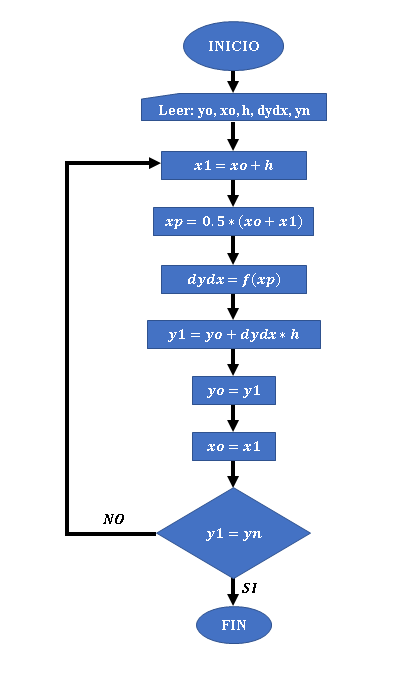 INICIO
Leer: yo, xo, h, dydx, yn
x1 = xo + h
xp = 0.5 * (xo + x1)
dydx = f(xp)
y1 = yo + dydx * h
yo = y1
xo = x1
y1 = yn
NO
SI
FIN